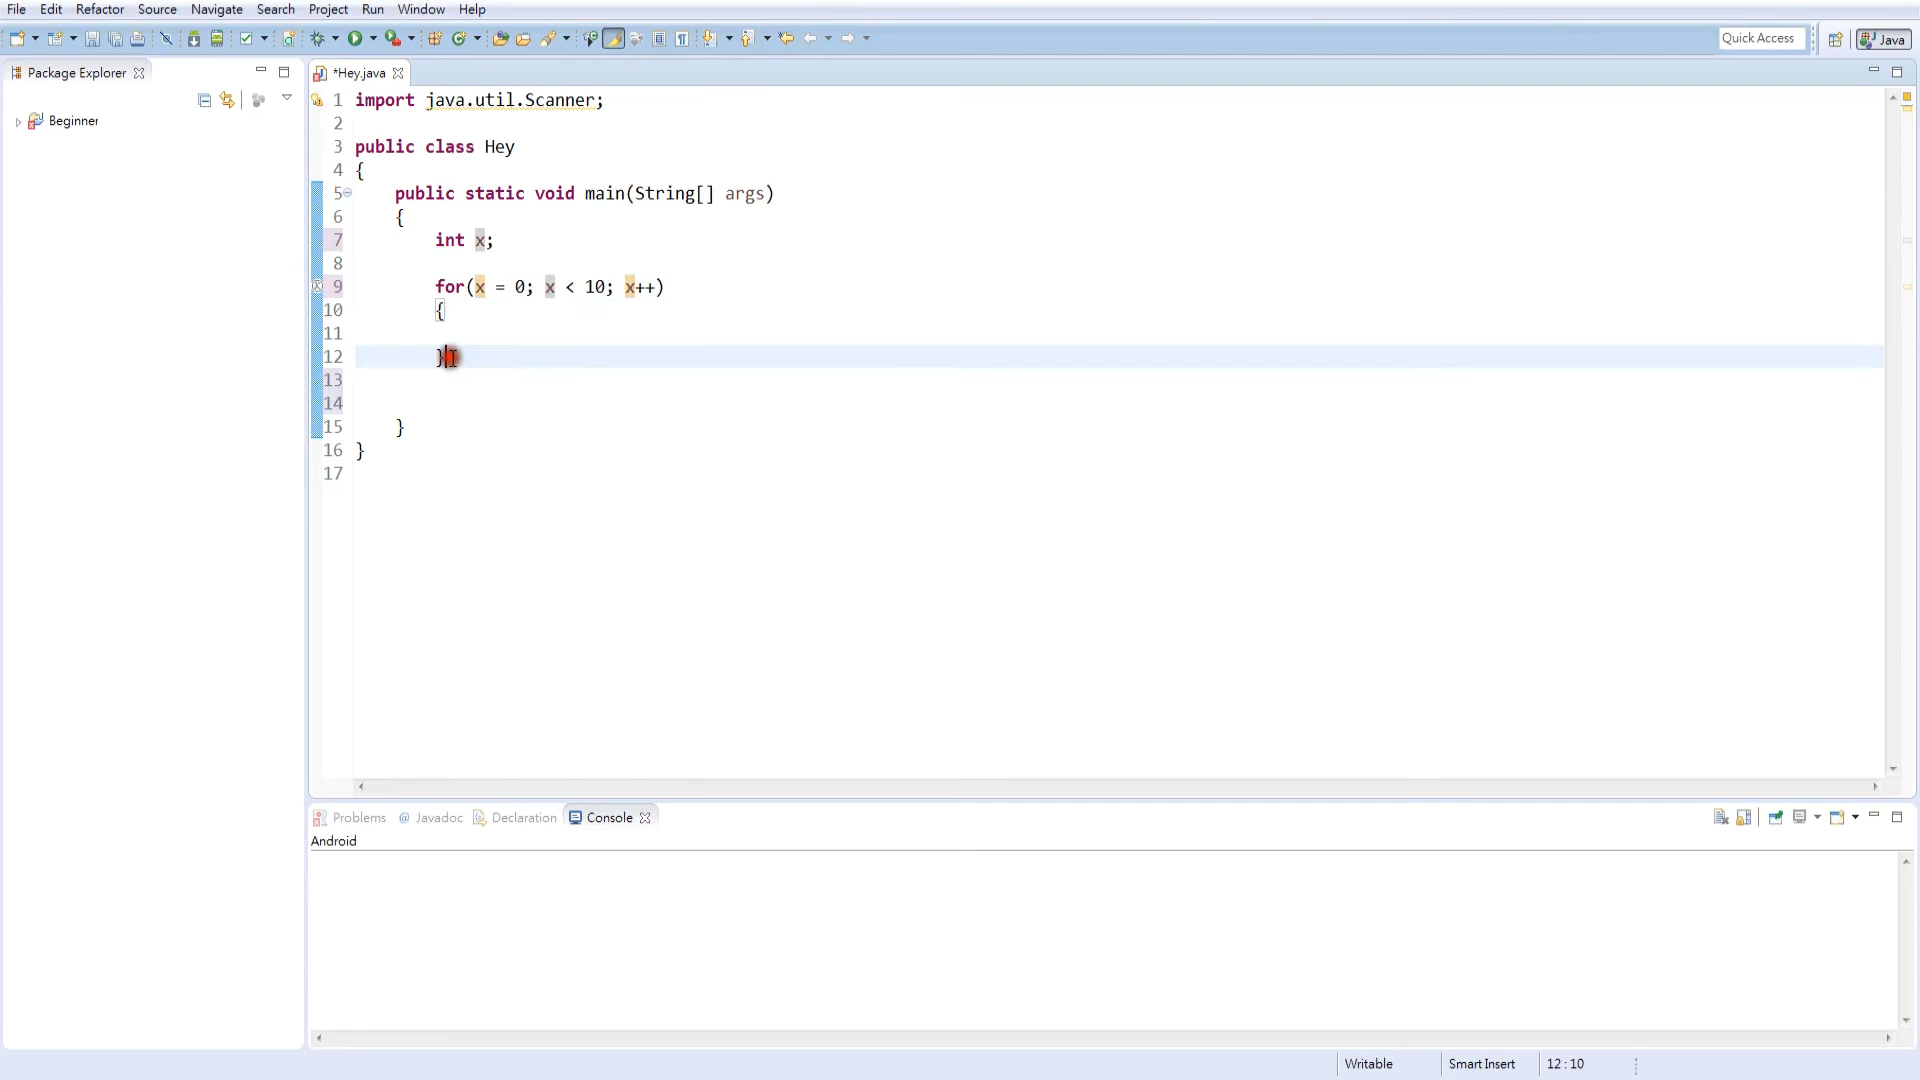 File Edit Refactor Source Navigate Search Project Run Window Help
Quick Access
Java
Package Explorer
*Hey.java
Beginner
1 import java.util.Scanner;
2
3 public class Hey
4 {
5 public static void main(String[] args)
6 {
7 int x;
8
9 for(x = 0; x < 10; x++)
10 {
11
12 }
13
14
15 }
16 }
17
Problems @ Javadoc Declaration Console
Android
Writable Smart Insert 12 : 10